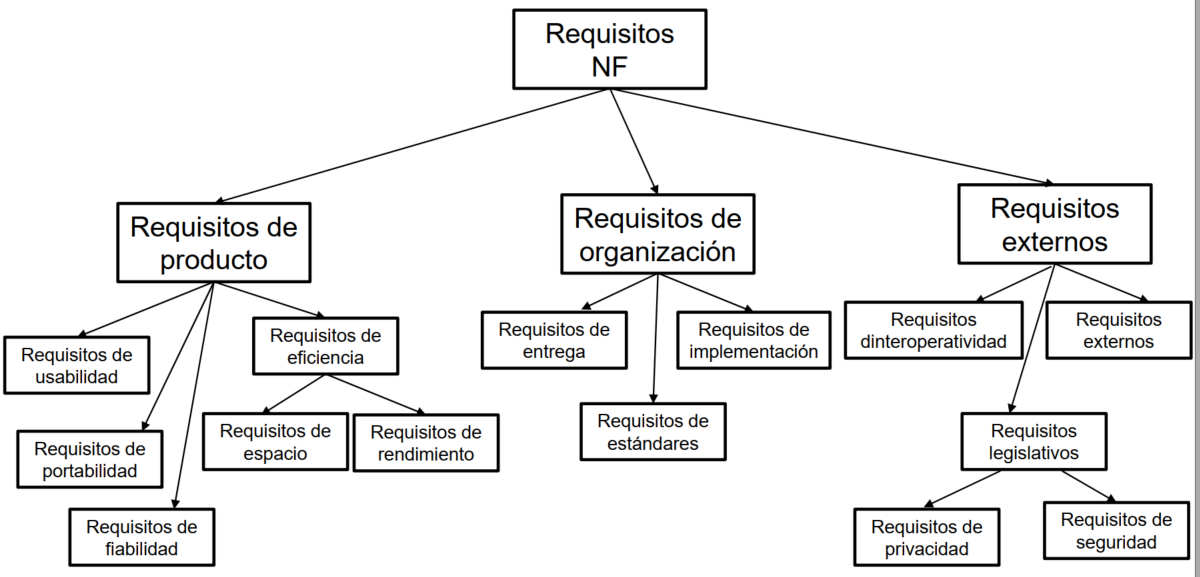 Requisitos
NF
Requisitos de
producto
Requisitos de
organización
Requisitos
externos
Requisitos de
usabilidad
Requisitos de
eficiencia
Requisitos de
portabilidad
Requisitos de
espacio
Requisitos de
rendimiento
Requisitos de
fiabilidad
Requisitos de
entrega
Requisitos de
implementación
Requisitos de
estándares
Requisitos
dinteroperatividad
Requisitos
externos
Requisitos
legislativos
Requisitos de
privacidad
Requisitos de
seguridad